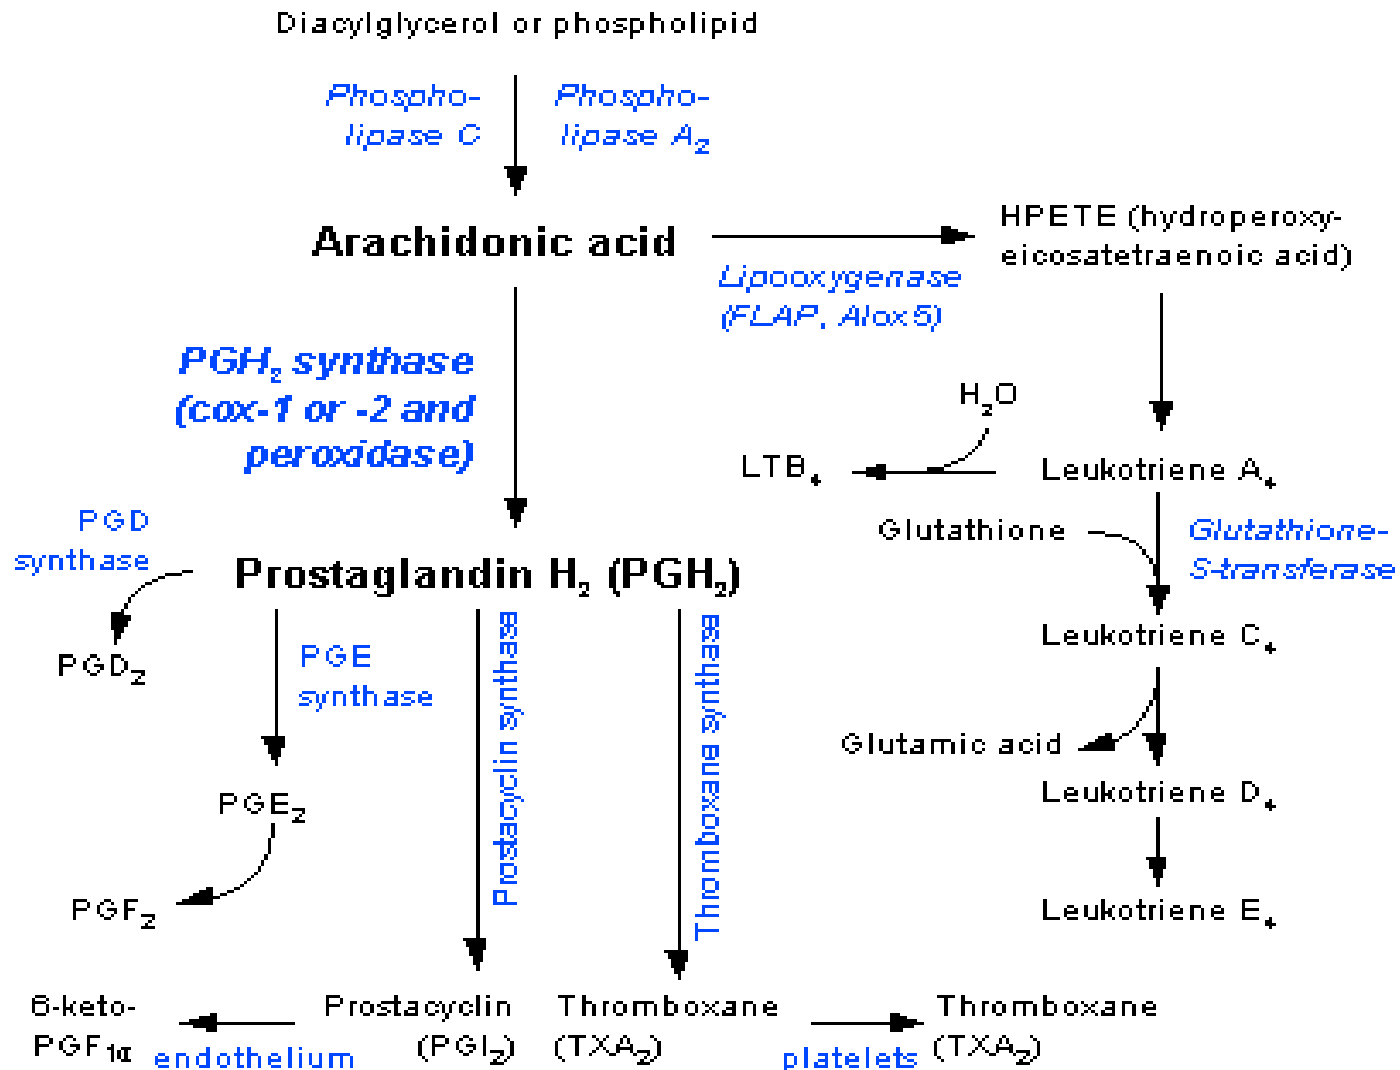 Diacylglycerol or phospholipid
Phospho-
lipase C
Phospho-
lipase A₂
Arachidonic acid
HPETE (hydroperoxy-
eicosatetraenoic acid)
Lipooxygenase
(FLAP, Alox5)
PGH₂ synthase
(cox-1 or -2 and
peroxidase)
H₂O
LTB₄
Leukotriene A₄
Glutathione
Glutathione-
S-transferase
PGD
synthase
Prostaglandin H₂ (PGH₂)
Leukotriene C₄
PGD₂
PGE
synthase
Prostacyclin synthase
Thromboxane synthase
Glutamic acid
Leukotriene D₄
PGE₂
PGF₂
Leukotriene E₄
6-keto-
PGF₁α
endothelium
Prostacyclin
(PGI₂)
Thromboxane
(TXA₂)
platelets
Thromboxane
(TXA₂)